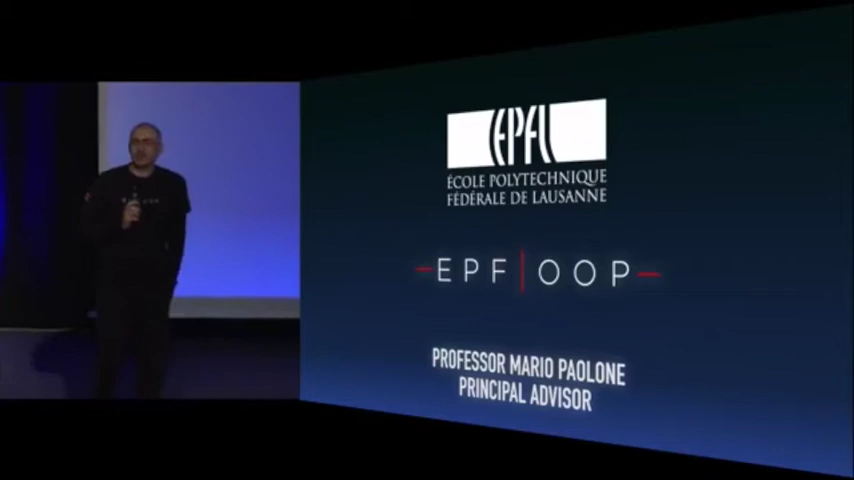 EPFL
ÉCOLE POLYTECHNIQUE
FÉDÉRALE DE LAUSANNE
EPF|OOP
PROFESSOR MARIO PAOLONE
PRINCIPAL ADVISOR